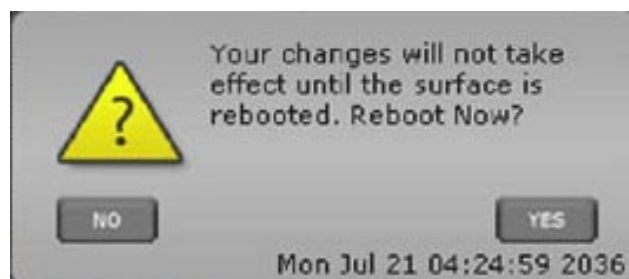 Your changes will not take
effect until the surface is
rebooted. Reboot Now?
?
NO
YES
Mon Jul 21 04:24:59 2036